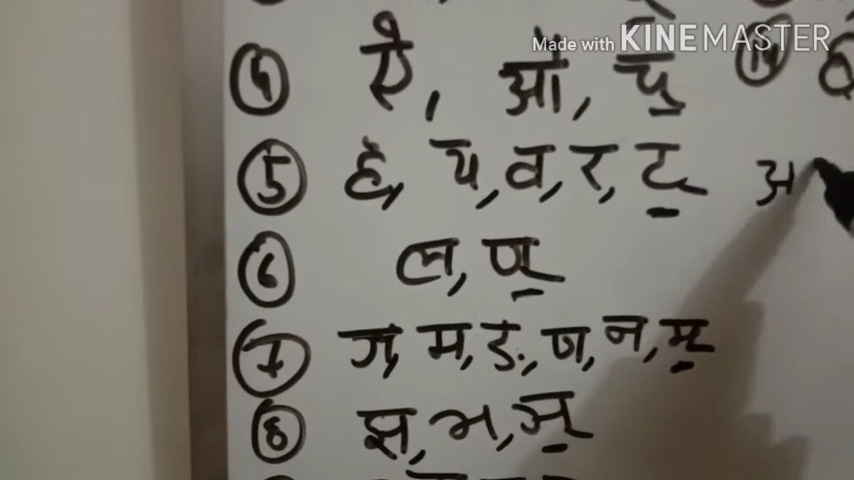 Made with KINEMASTER
④ ऐ, औ, च्
⑤ ह, य, व, र, ट्
अ
⑥ ल, ण्
⑦ ञ, म, ङ, ण, न, म्
⑧ झ, भ, ञ्